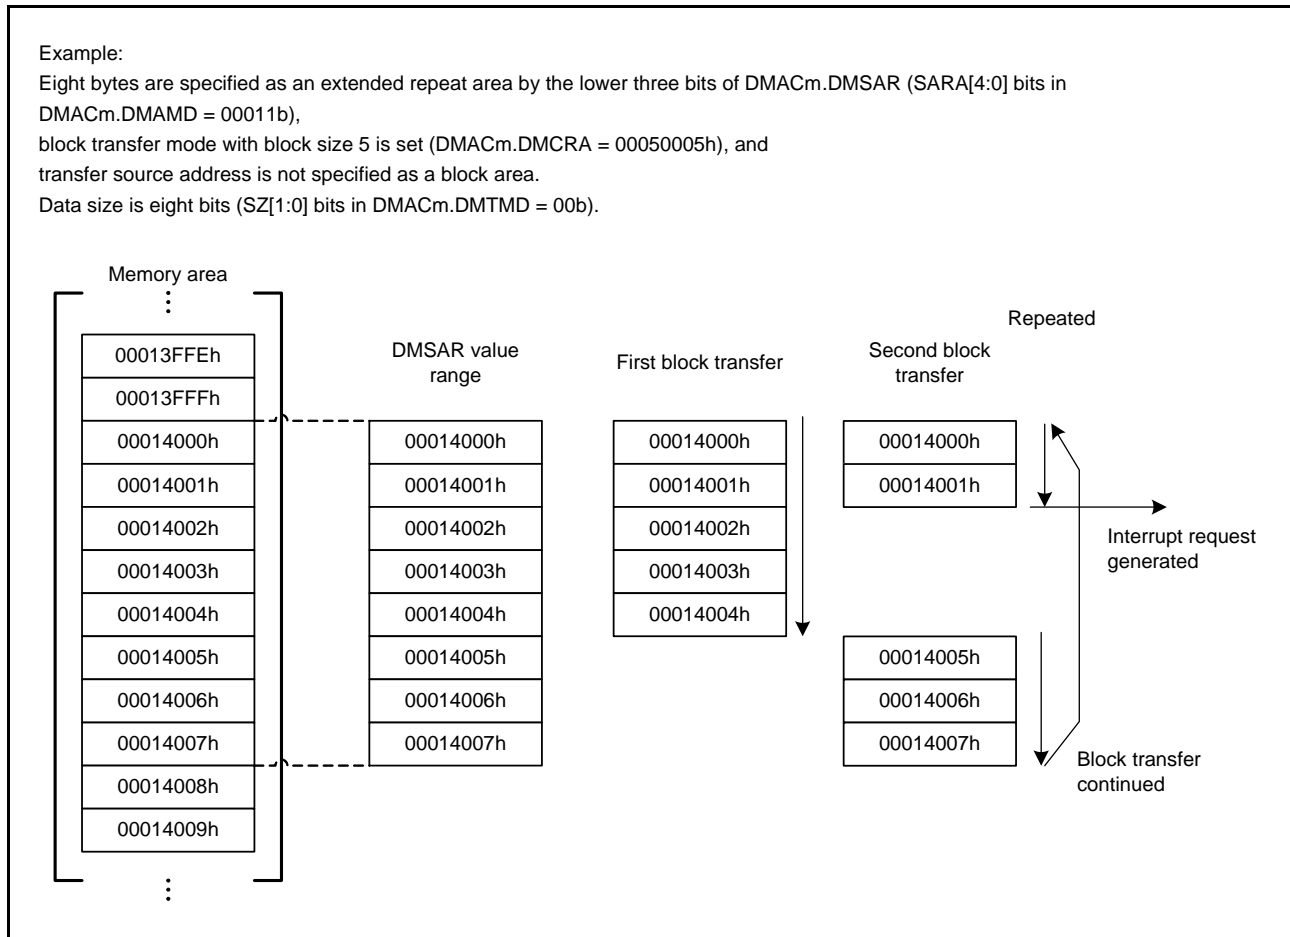 Example:
Eight bytes are specified as an extended repeat area by the lower three bits of DMACm.DMSAR (SARA[4:0] bits in
DMACm.DMAMD = 00011b),
block transfer mode with block size 5 is set (DMACm.DMCRA = 00050005h), and
transfer source address is not specified as a block area.
Data size is eight bits (SZ[1:0] bits in DMACm.DMTMD = 00b).
Memory area
00013FFEh
00013FFFh
00014000h
00014001h
00014002h
00014003h
00014004h
00014005h
00014006h
00014007h
00014008h
00014009h
DMSAR value
range
00014000h
00014001h
00014002h
00014003h
00014004h
00014005h
00014006h
00014007h
First block transfer
00014000h
00014001h
00014002h
00014003h
00014004h
Second block
transfer
00014000h
00014001h
00014005h
00014006h
00014007h
Repeated
Interrupt request
generated
Block transfer
continued